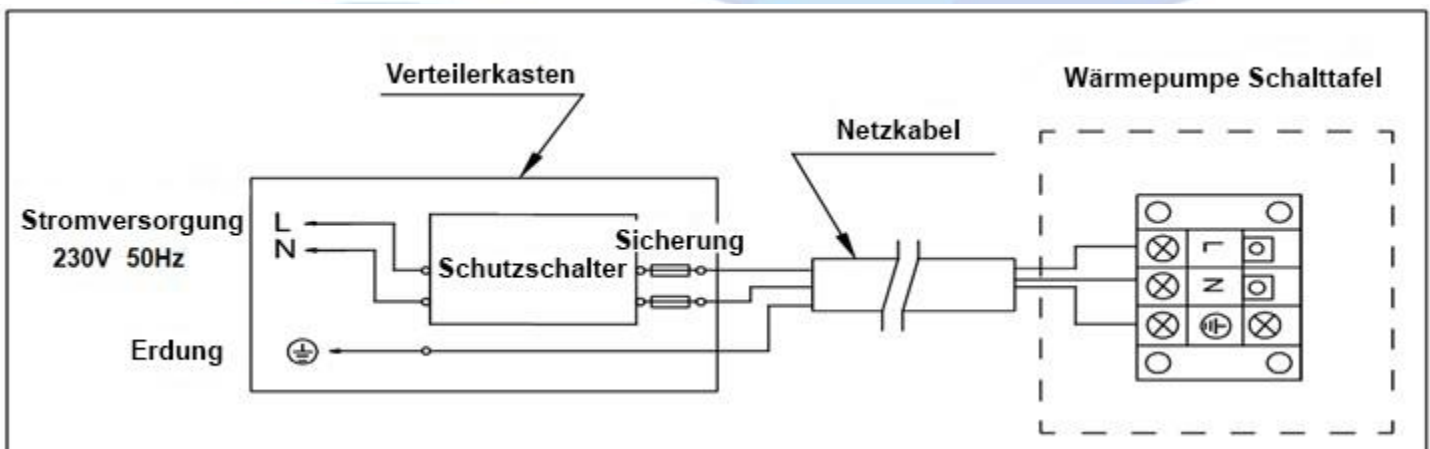 Verteilerkasten
Wärmepumpe Schalttafel
Netzkabel
Stromversorgung
230V 50Hz
L
N
Sicherung
Schutzschalter
Erdung
L
N